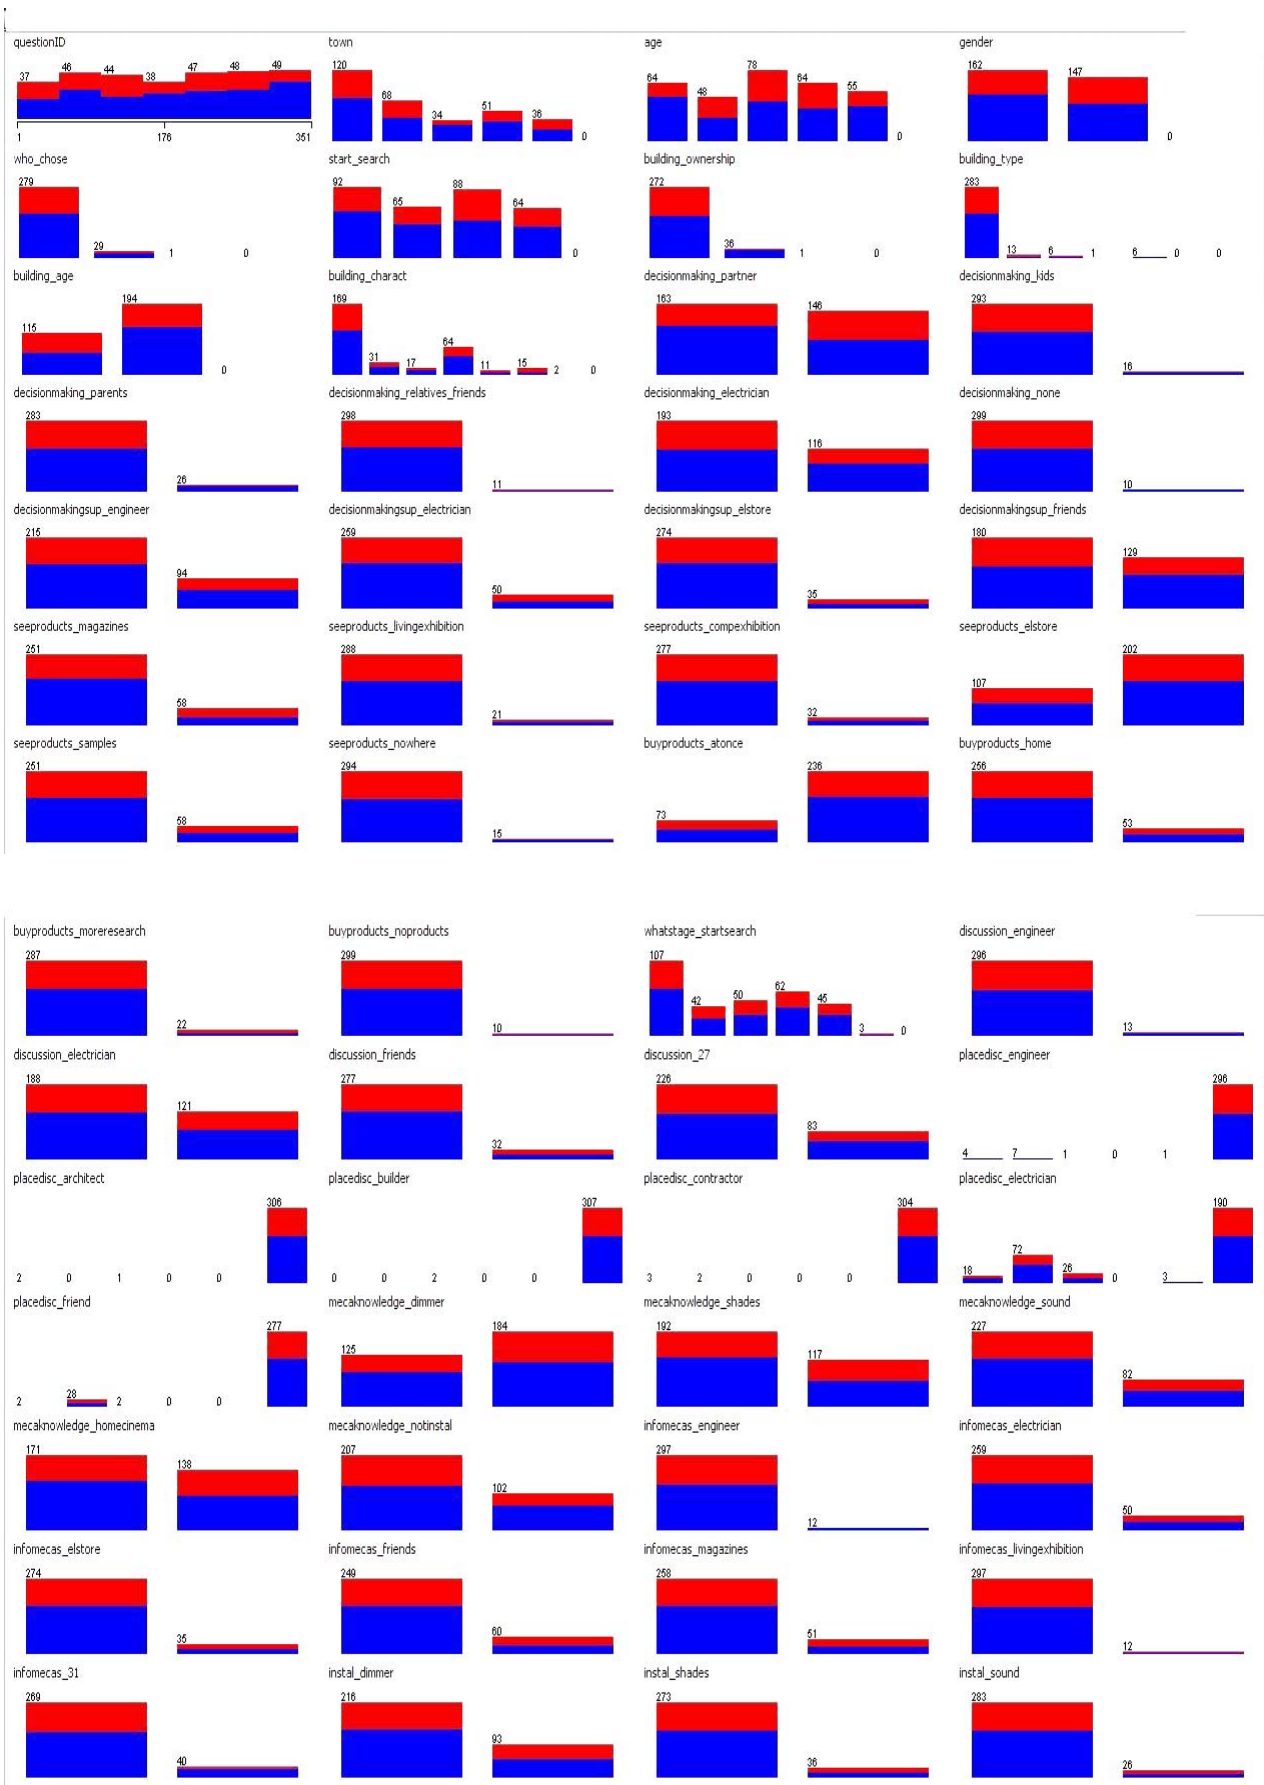 questionID town age gender
37 46 44 38 47 48 49 120 68 34 51 36 0 64 48 78 64 55 0 162 147 0
1 176 351
who_chose start_search building_ownership building_type
279 29 1 0 92 65 88 64 0 272 36 1 0 283 13 6 1 6 0 0
building_age building_charact decisionmaking_partner decisionmaking_kids
115 194 0 169 31 17 64 11 15 2 0 163 146 293 16
decisionmaking_parents decisionmaking_relatives_friends decisionmaking_electrician decisionmaking_none
283 26 298 11 193 116 299 10
decisionmakingsup_engineer decisionmakingsup_electrician decisionmakingsup_elstore decisionmakingsup_friends
215 94 259 50 274 35 180 129
seeproducts_magazines seeproducts_livingexhibition seeproducts_compexhibition seeproducts_elstore
251 58 288 21 277 32 107 202
seeproducts_samples seeproducts_nowhere buyproducts_atonce buyproducts_home
251 58 294 15 73 236 256 53
buyproducts_moreresearch buyproducts_noproducts whatstage_startsearch discussion_engineer
287 22 299 10 107 42 50 62 45 3 0 296 13
discussion_electrician discussion_friends discussion_27 placedisc_engineer
188 121 277 32 226 83 4 7 1 0 1 296
placedisc_architect placedisc_builder placedisc_contractor placedisc_electrician
2 0 1 0 0 306 0 0 2 0 0 307 3 2 0 0 0 304 18 72 26 0 3 190
placedisc_friend mecaknowledge_dimmer mecaknowledge_shades mecaknowledge_sound
2 28 2 0 0 277 125 184 192 117 227 82
mecaknowledge_homecinema mecaknowledge_notinstal infomecas_engineer infomecas_electrician
171 138 207 102 297 12 259 50
infomecas_elstore infomecas_friends infomecas_magazines infomecas_livingexhibition
274 35 249 60 258 51 297 12
infomecas_31 instal_dimmer instal_shades instal_sound
269 40 216 93 273 36 283 26